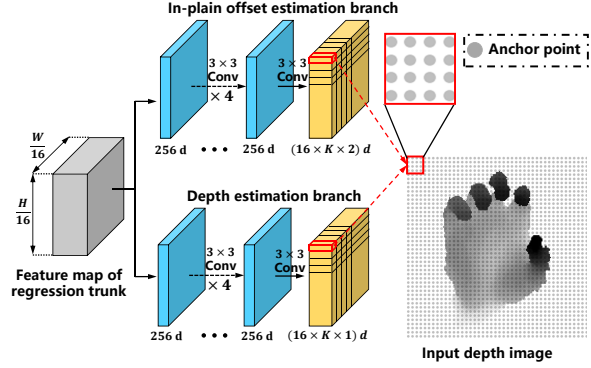 In-plain offset estimation branch
3 × 3
Conv
× 4
3 × 3
Conv
256 d
• • •
256 d
(16 × K × 2) d
Anchor point
W
16
H
16
Feature map of
regression trunk
Depth estimation branch
3 × 3
Conv
× 4
3 × 3
Conv
256 d
• • •
256 d
(16 × K × 1) d
Input depth image